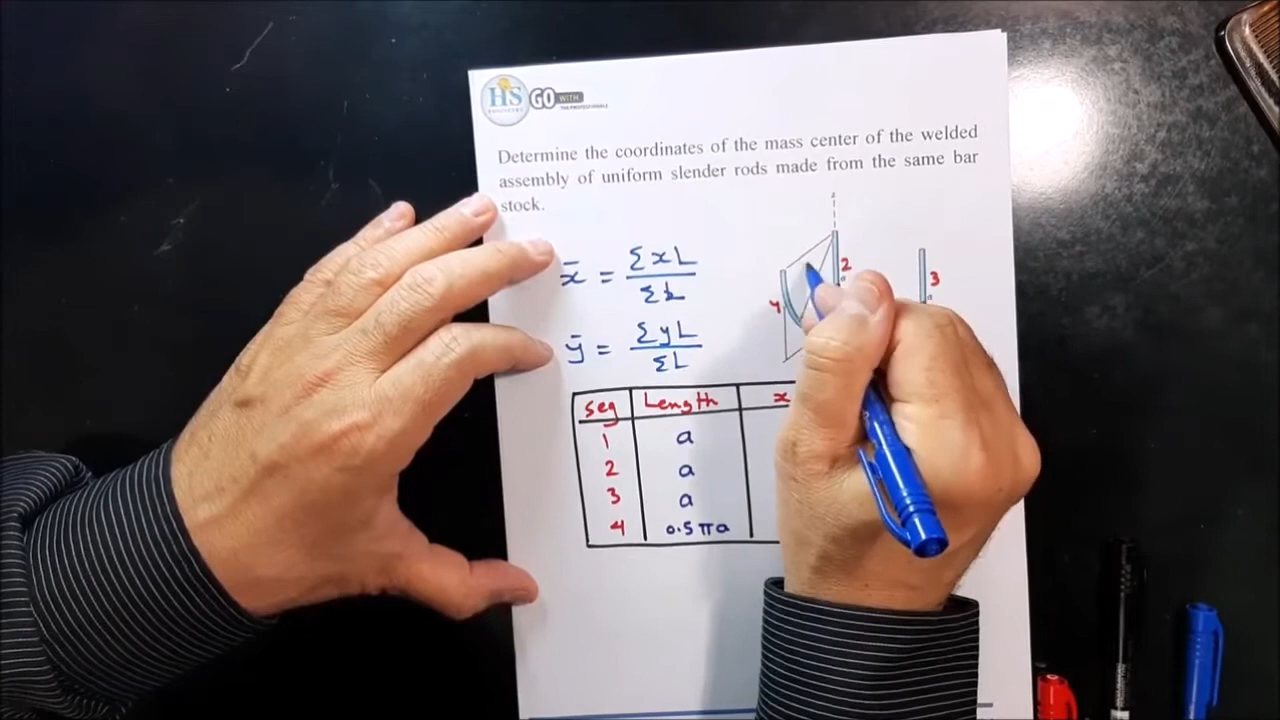 HS
GO WITH
THE PROFESSIONALS
Determine the coordinates of the mass center of the welded
assembly of uniform slender rods made from the same bar
stock.
x̄ = ΣxL / ΣL
ȳ = ΣyL / ΣL
z
2
a
4
3
a
Seg Length x
1 a
2 a
3 a
4 0.5πa